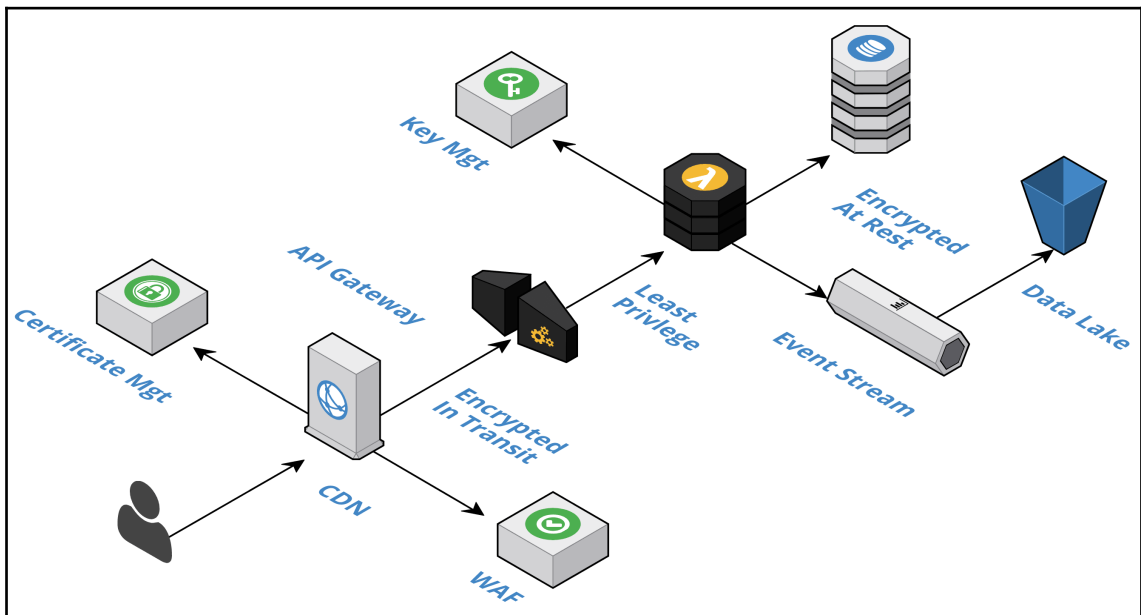 Key Mgt
Encrypted
At Rest
API Gateway
Least
Privlege
Data Lake
Certificate Mgt
Event Stream
Encrypted
In Transit
CDN
WAF